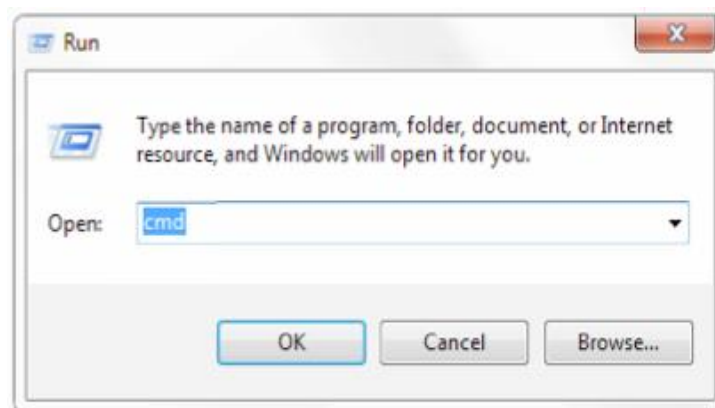 Run
Type the name of a program, folder, document, or Internet
resource, and Windows will open it for you.
Open: cmd
OK Cancel Browse...